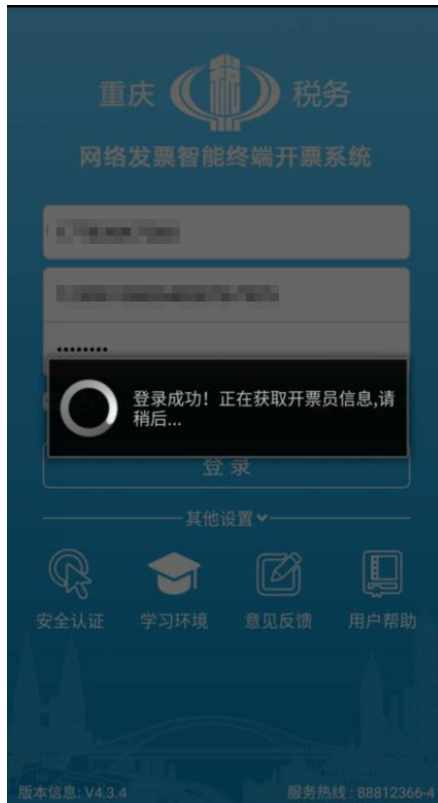 重庆 税务
网络发票智能终端开票系统
········
登录成功！正在获取开票员信息,请
稍后...
登 录
其他设置
安全认证 学习环境 意见反馈 用户帮助
版本信息: V4.3.4 服务热线 : 88812366-4